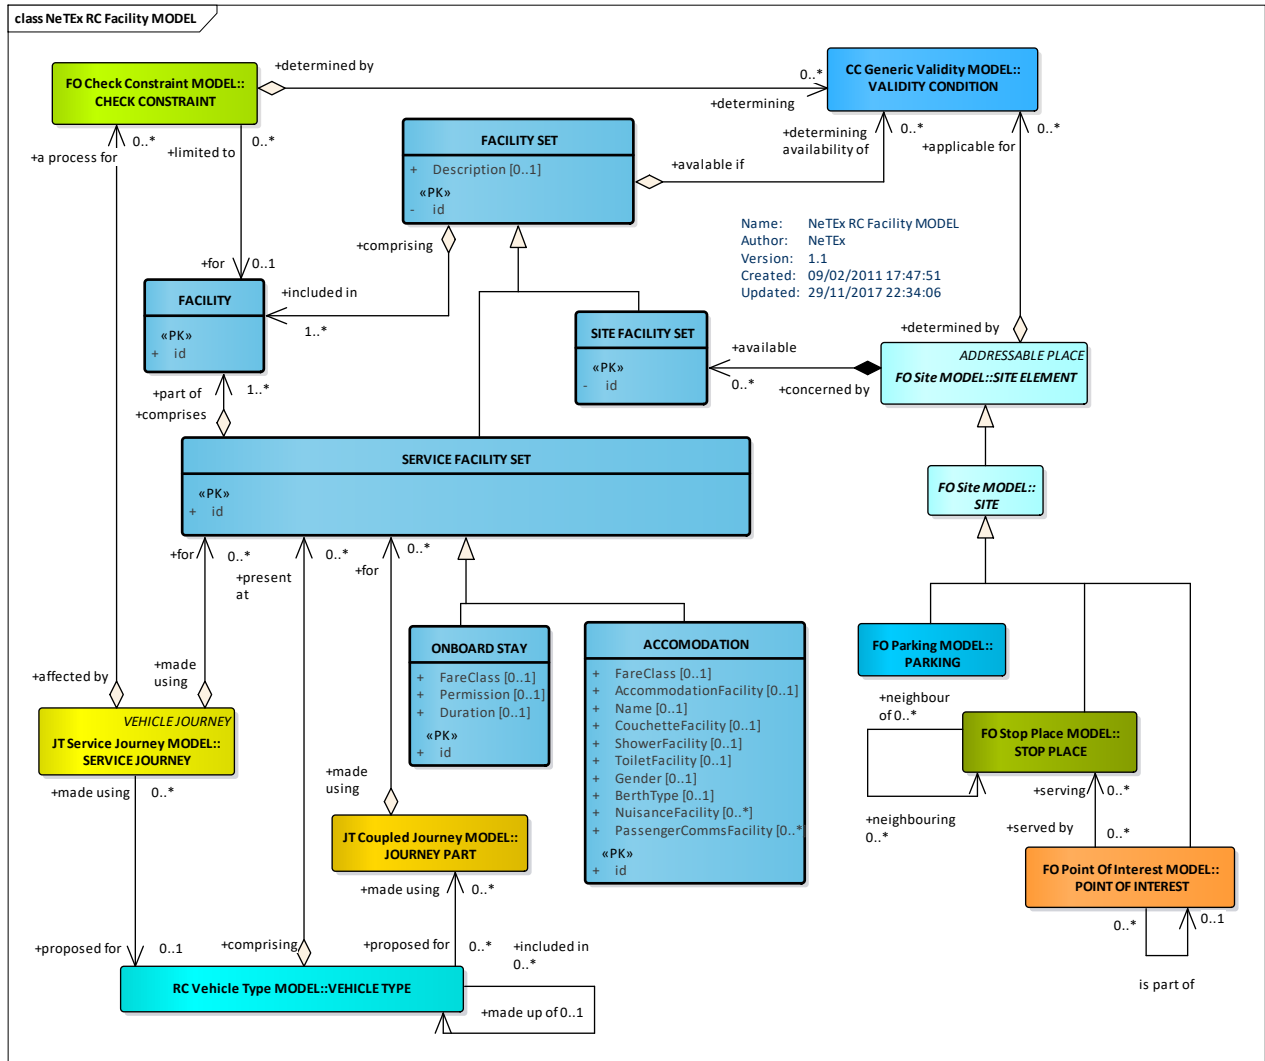 class NeTEx RC Facility MODEL
FO Check Constraint MODEL::
CHECK CONSTRAINT
+determined by
0..*
+determining
CC Generic Validity MODEL::
VALIDITY CONDITION
+a process for
0..*
+limited to
0..*
FACILITY SET
+ Description [0..1]
«PK»
- id
+determining
availability of
0..*
+applicable for
0..*
+avalable if
+comprising
Name: NeTEx RC Facility MODEL
Author: NeTEx
Version: 1.1
Created: 09/02/2011 17:47:51
Updated: 29/11/2017 22:34:06
+for
0..1
FACILITY
«PK»
+ id
+included in
1..*
SITE FACILITY SET
«PK»
- id
+available
0..*
+concerned by
+determined by
ADDRESSABLE PLACE
FO Site MODEL::SITE ELEMENT
+part of
1..*
+comprises
SERVICE FACILITY SET
«PK»
+ id
FO Site MODEL::
SITE
+for
0..*
+present
at
0..*
+for
0..*
ONBOARD STAY
+ FareClass [0..1]
+ Permission [0..1]
+ Duration [0..1]
«PK»
+ id
ACCOMODATION
+ FareClass [0..1]
+ AccommodationFacility [0..1]
+ Name [0..1]
+ CouchetteFacility [0..1]
+ ShowerFacility [0..1]
+ ToiletFacility [0..1]
+ Gender [0..1]
+ BerthType [0..1]
+ NuisanceFacility [0..*]
+ PassengerCommsFacility [0..*
«PK»
+ id
FO Parking MODEL::
PARKING
+affected by
+made
using
VEHICLE JOURNEY
JT Service Journey MODEL::
SERVICE JOURNEY
+neighbour
of 0..*
FO Stop Place MODEL::
STOP PLACE
+made using
0..*
+made
using
+serving
0..*
+neighbouring
0..*
+served by
0..*
JT Coupled Journey MODEL::
JOURNEY PART
FO Point Of Interest MODEL::
POINT OF INTEREST
+made using
0..*
0..*
0..1
is part of
+proposed for
0..1
+comprising
+proposed for
0..*
+included in
0..*
RC Vehicle Type MODEL::VEHICLE TYPE
+made up of 0..1